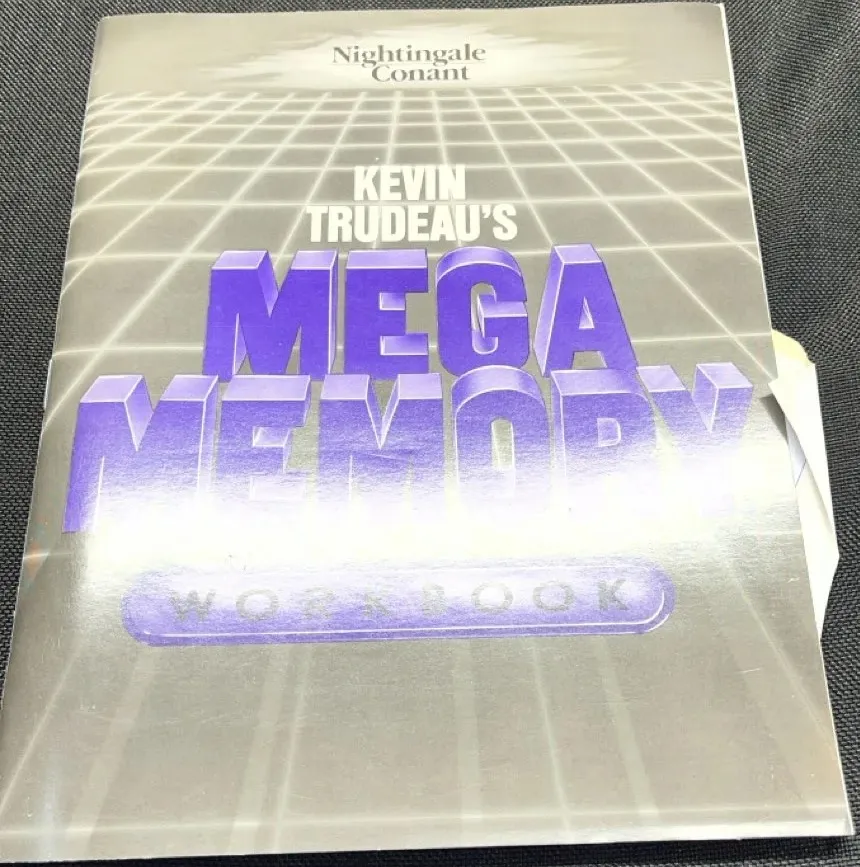 Nightingale
Conant
KEVIN
TRUDEAU'S
MEGA
MEMORY
WORKBOOK